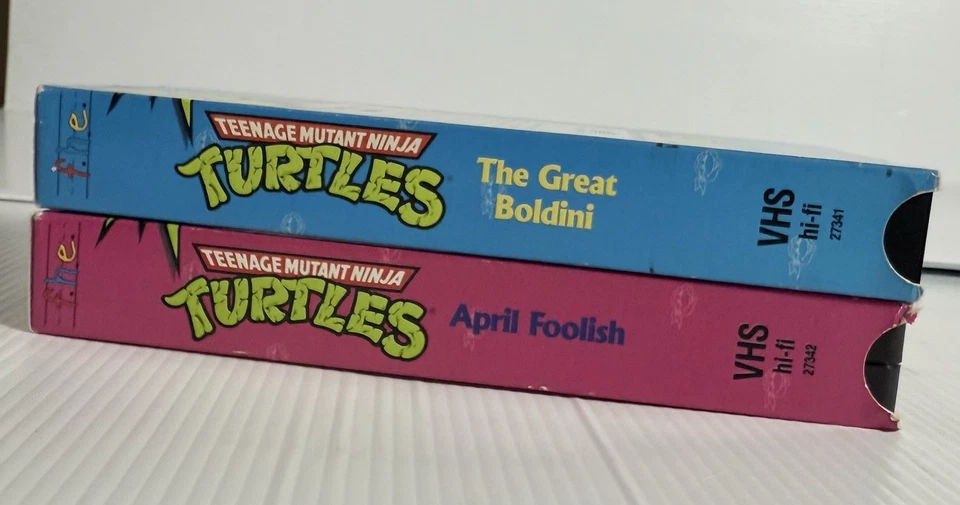 f.h.e.
TEENAGE MUTANT NINJA
TURTLES
The Great
Boldini
VHS
hi-fi
27341
f.h.e.
TEENAGE MUTANT NINJA
TURTLES
April Foolish
VHS
hi-fi
27342